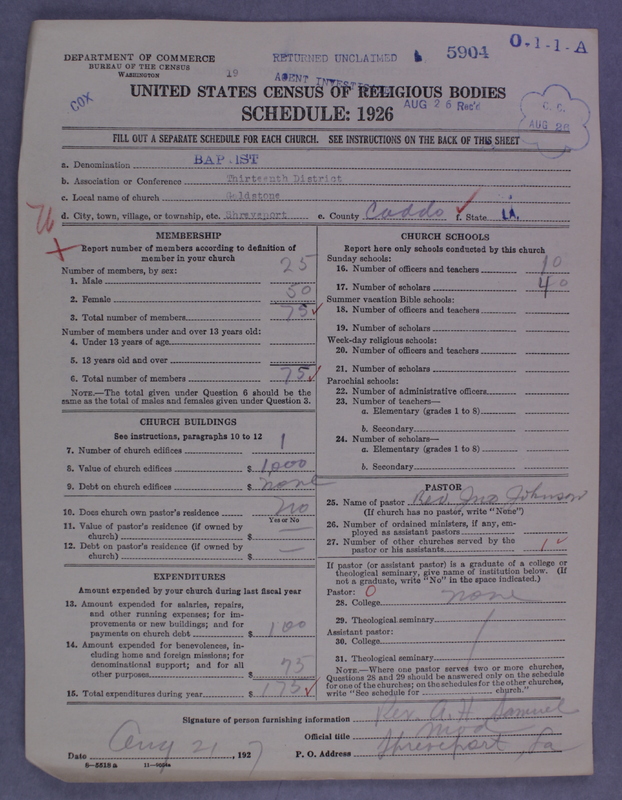 DEPARTMENT OF COMMERCE
BUREAU OF THE CENSUS
WASHINGTON
RETURNED UNCLAIMED
5904
O-1-1-A
19
AGENT
COX
UNITED STATES CENSUS OF RELIGIOUS BODIES
AUG 26 Rec'd
C. C.
AUG 26
SCHEDULE: 1926
FILL OUT A SEPARATE SCHEDULE FOR EACH CHURCH. SEE INSTRUCTIONS ON THE BACK OF THIS SHEET
a. Denomination BAPTIST
b. Association or Conference Thirteenth District
c. Local name of church Goldstone
d. City, town, village, or township, etc. Shreveport e. County Caddo f. State LA.
MEMBERSHIP
Report number of members according to definition of
member in your church
Number of members, by sex:
1. Male 25
2. Female 50
3. Total number of members 75
Number of members under and over 13 years old:
4. Under 13 years of age
5. 13 years old and over
6. Total number of members 75
NOTE.—The total given under Question 6 should be the
same as the total of males and females given under Question 3.
CHURCH BUILDINGS
See instructions, paragraphs 10 to 12
7. Number of church edifices 1
8. Value of church edifices $ 1,000
9. Debt on church edifices $ none
10. Does church own pastor's residence no
Yes or No
11. Value of pastor's residence (if owned by
church) $ —
12. Debt on pastor's residence (if owned by
church) $ —
EXPENDITURES
Amount expended by your church during last fiscal year
13. Amount expended for salaries, repairs,
and other running expenses; for im-
provements or new buildings; and for
payments on church debt $ 100
14. Amount expended for benevolences, in-
cluding home and foreign missions; for
denominational support; and for all
other purposes $ 75
15. Total expenditures during year $ 175
CHURCH SCHOOLS
Report here only schools conducted by this church
Sunday schools:
16. Number of officers and teachers 10
17. Number of scholars 40
Summer vacation Bible schools:
18. Number of officers and teachers
19. Number of scholars
Week-day religious schools:
20. Number of officers and teachers
21. Number of scholars
Parochial schools:
22. Number of administrative officers
23. Number of teachers—
a. Elementary (grades 1 to 8)
b. Secondary
24. Number of scholars—
a. Elementary (grades 1 to 8)
b. Secondary
PASTOR
25. Name of pastor Rev. Jno Johnson
(If church has no pastor, write "None")
26. Number of ordained ministers, if any, em-
ployed as assistant pastors
27. Number of other churches served by the
pastor or his assistants 1
If pastor (or assistant pastor) is a graduate of a college or
theological seminary, give name of institution below. (If
not a graduate, write "No" in the space indicated.)
Pastor: 0
28. College none
29. Theological seminary
Assistant pastor:
30. College
31. Theological seminary
NOTE.—Where one pastor serves two or more churches,
Questions 28 and 29 should be answered only on the schedule
for one of the churches; on the schedules for the other churches,
write "See schedule for church."
Signature of person furnishing information Rev. A. H. Samuel
Official title Mod
Date Aug 21, 1927 P. O. Address Shreveport La